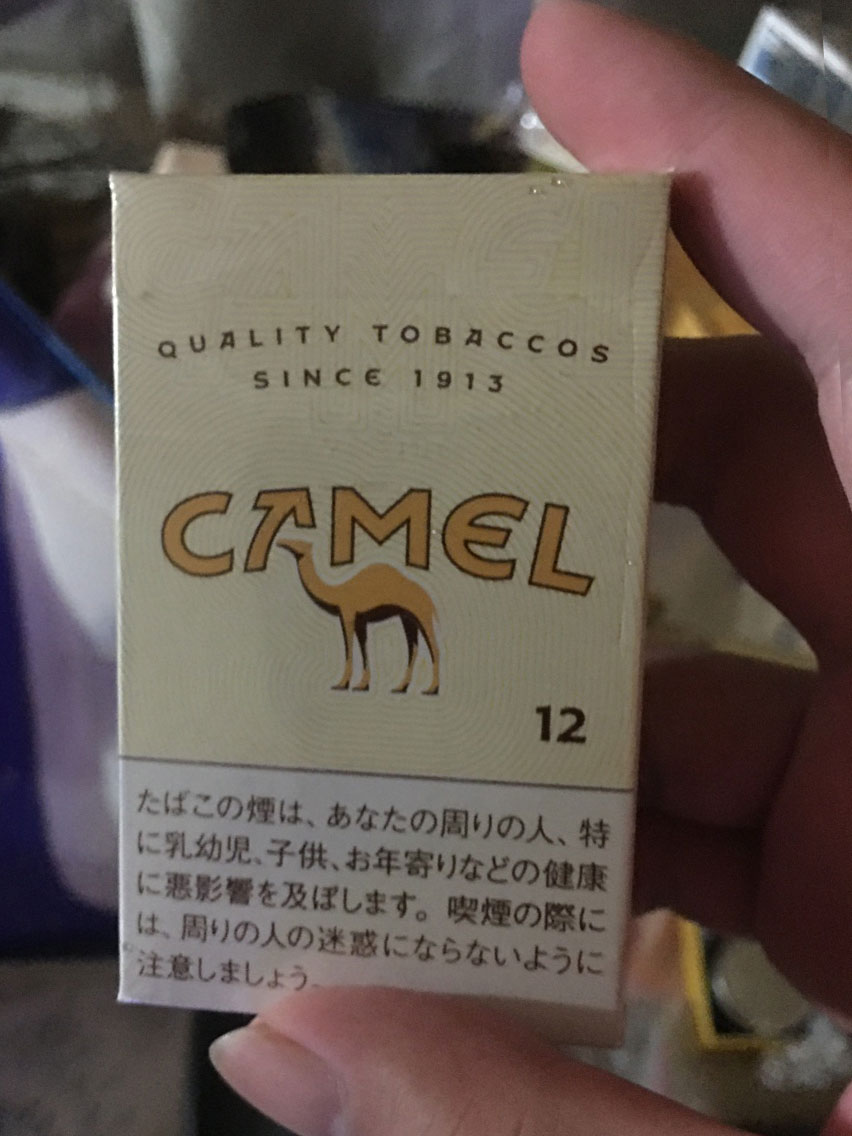 QUALITY TOBACCOS
SINCE 1913
CAMEL
12
たばこの煙は、あなたの周りの人、特
に乳幼児、子供、お年寄りなどの健康
に悪影響を及ぼします。喫煙の際に
は、周りの人の迷惑にならないように
注意しましょう。